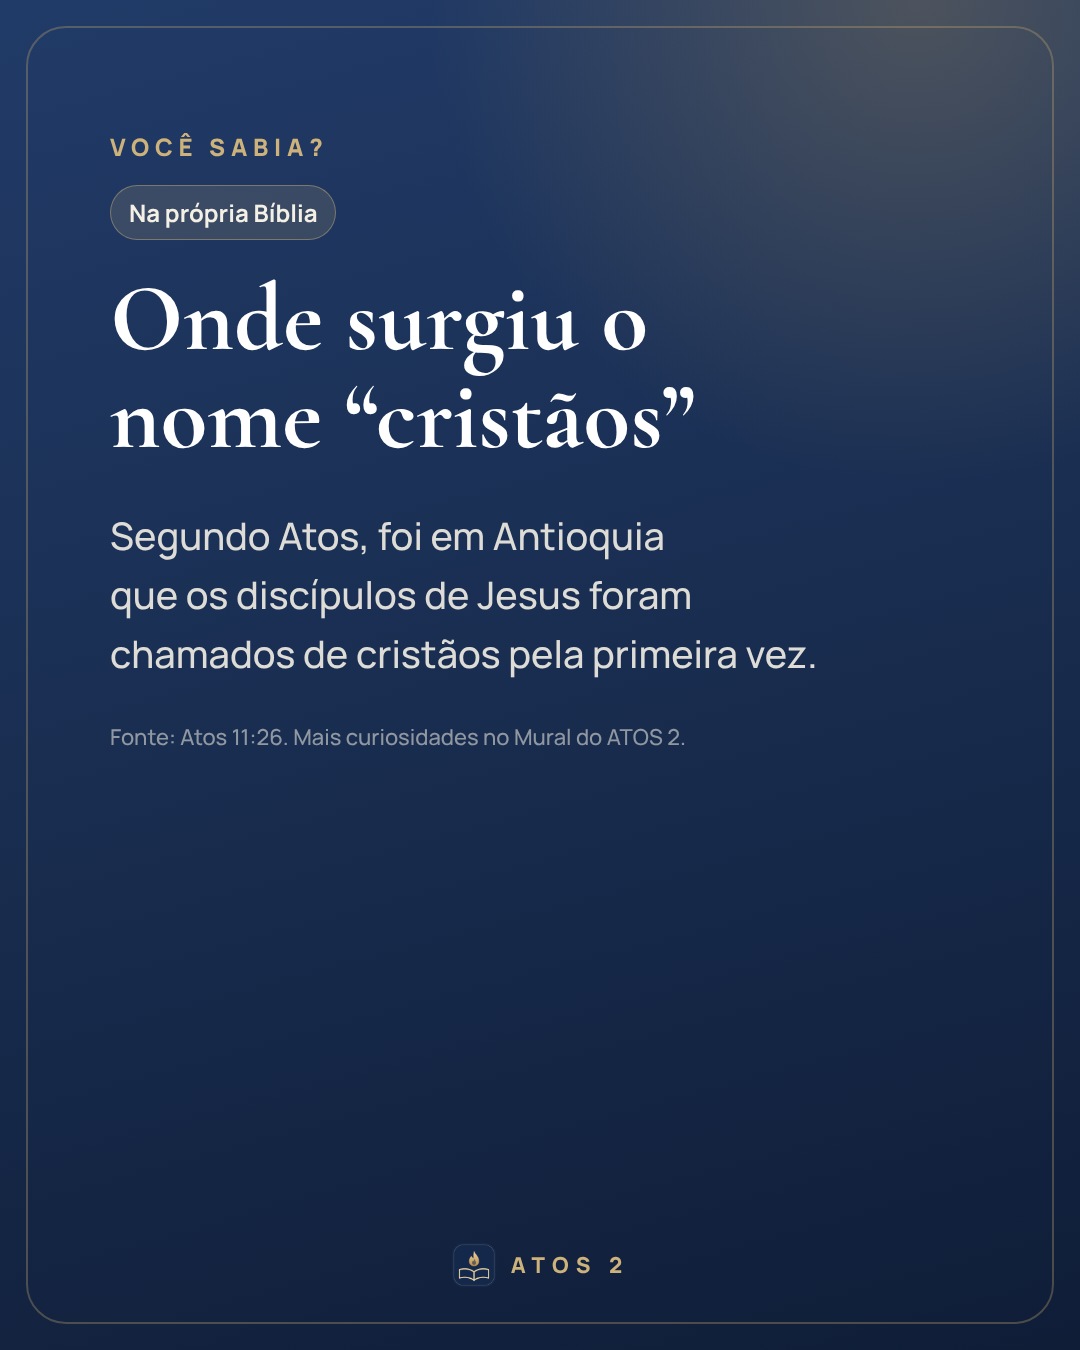 VOCÊ SABIA?
Na própria Bíblia
Onde surgiu o
nome “cristãos”
Segundo Atos, foi em Antioquia
que os discípulos de Jesus foram
chamados de cristãos pela primeira vez.
Fonte: Atos 11:26. Mais curiosidades no Mural do ATOS 2.
ATOS 2